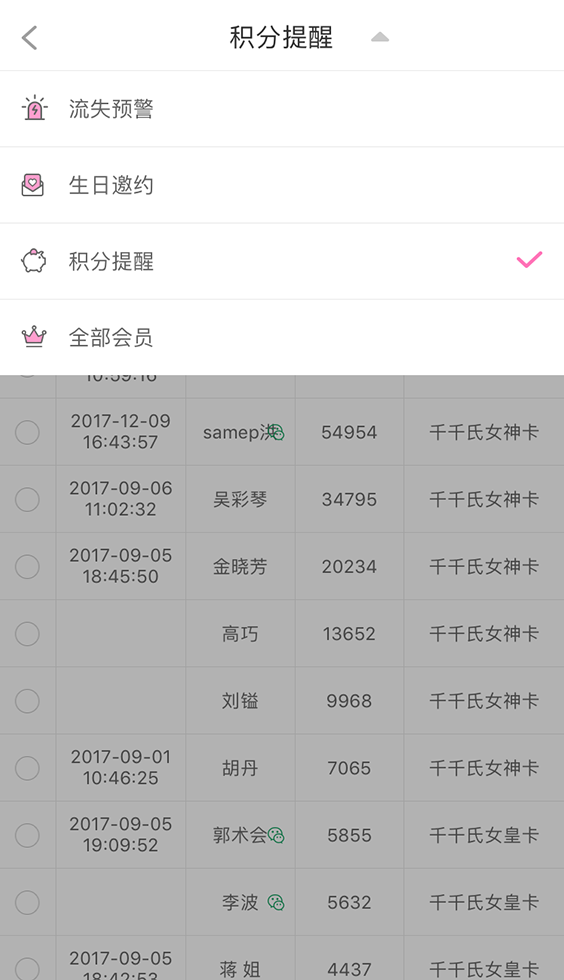 积分提醒
流失预警
生日邀约
积分提醒
全部会员
10:59:16
2017-12-09
16:43:57
samep洪
54954
千千氏女神卡
2017-09-06
11:02:32
吴彩琴
34795
千千氏女神卡
2017-09-05
18:45:50
金晓芳
20234
千千氏女神卡
高巧
13652
千千氏女神卡
刘镒
9968
千千氏女神卡
2017-09-01
10:46:25
胡丹
7065
千千氏女神卡
2017-09-05
19:09:52
郭术会
5855
千千氏女皇卡
李波
5632
千千氏女皇卡
2017-09-05
18:42:53
蒋 姐
4437
千千氏女皇卡